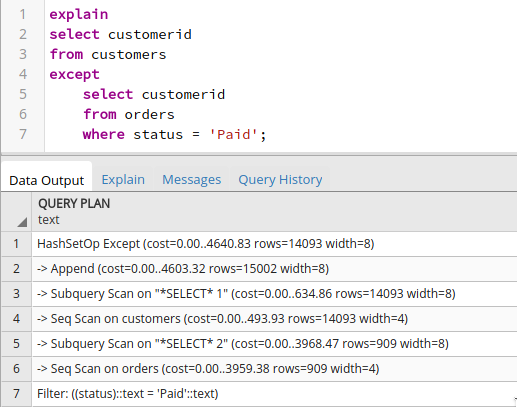 1 explain
2 select customerid
3 from customers
4 except
5 select customerid
6 from orders
7 where status = 'Paid';
Data Output Explain Messages Query History
QUERY PLAN
text
1 HashSetOp Except (cost=0.00..4640.83 rows=14093 width=8)
2 -> Append (cost=0.00..4603.32 rows=15002 width=8)
3 -> Subquery Scan on "*SELECT* 1" (cost=0.00..634.86 rows=14093 width=8)
4 -> Seq Scan on customers (cost=0.00..493.93 rows=14093 width=4)
5 -> Subquery Scan on "*SELECT* 2" (cost=0.00..3968.47 rows=909 width=8)
6 -> Seq Scan on orders (cost=0.00..3959.38 rows=909 width=4)
7 Filter: ((status)::text = 'Paid'::text)